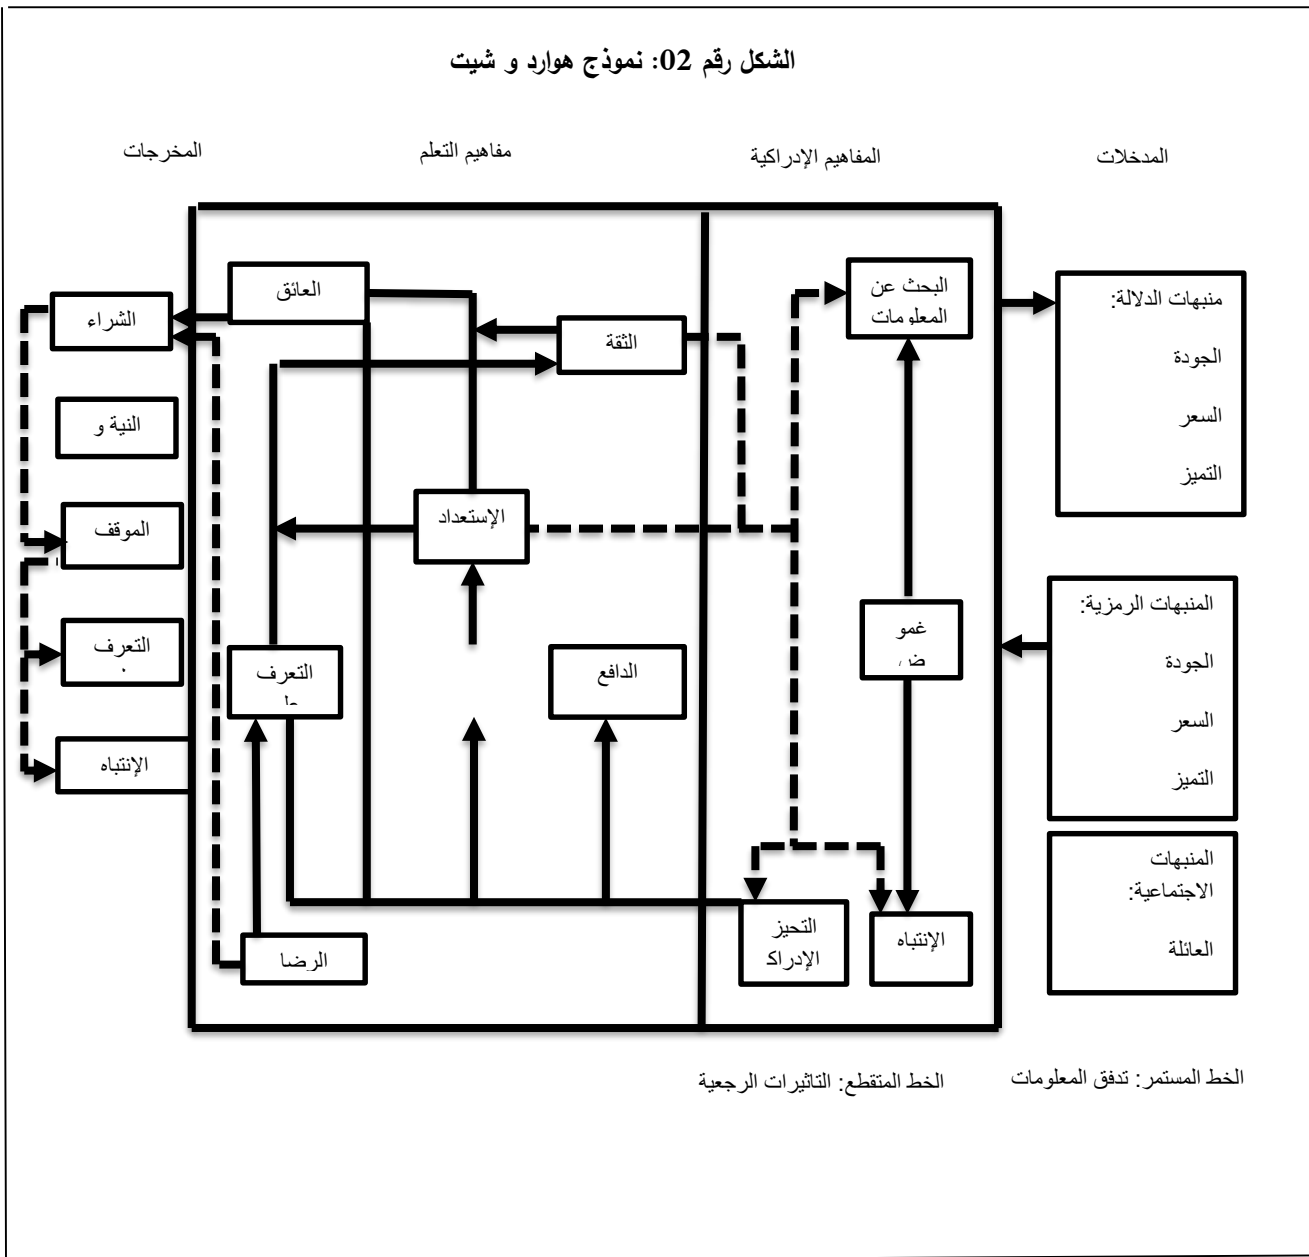 الشكل رقم 02: نموذج هوارد و شيت
المدخلات
المفاهيم الإدراكية
مفاهيم التعلم
المخرجات
منبهات الدلالة:
الجودة
السعر
التميز
المنبهات الرمزية:
الجودة
السعر
التميز
المنبهات
الاجتماعية:
العائلة
البحث عن
المعلومات
غمو
ض
الإنتباه
التحيز
الإدراك
العائق
الثقة
الإستعداد
الدافع
التعرف
الرضا
الشراء
النية و
الموقف
التعرف
الإنتباه
الخط المستمر: تدفق المعلومات
الخط المتقطع: التاثيرات الرجعية